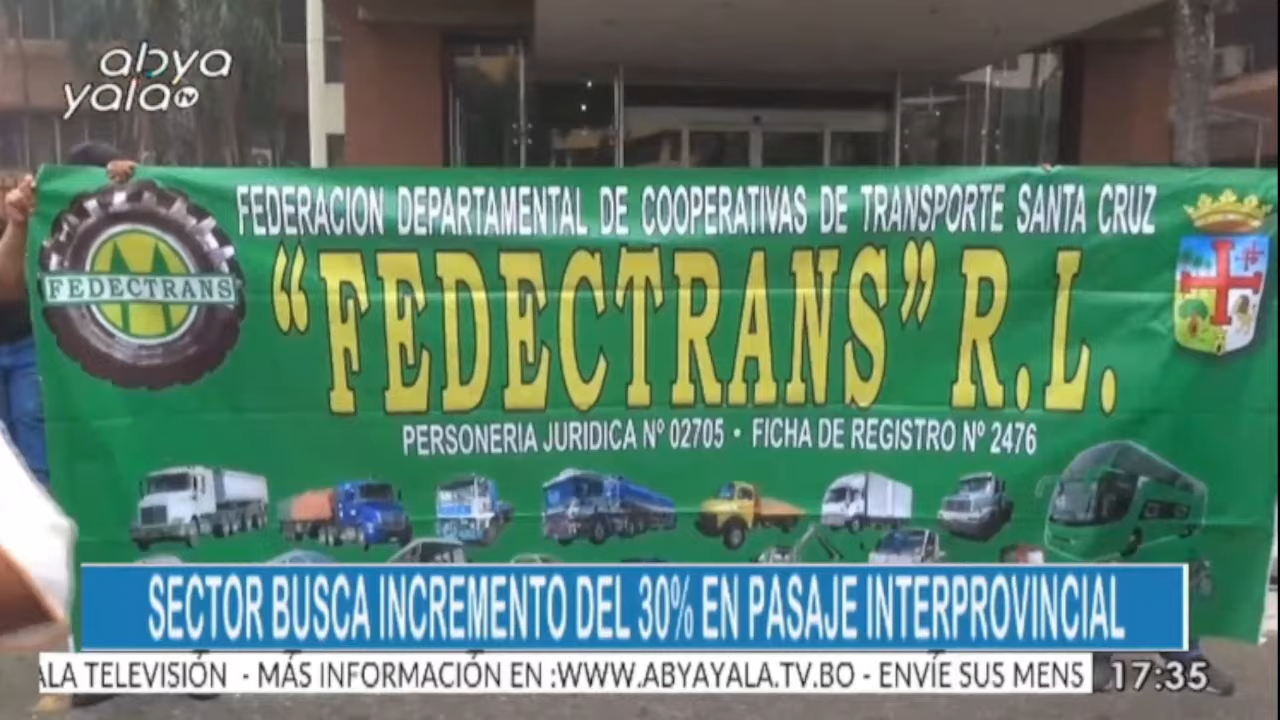 abya
yala tv
FEDERACION DEPARTAMENTAL DE COOPERATIVAS DE TRANSPORTE SANTA CRUZ
FEDECTRANS
"FEDECTRANS" R.L.
PERSONERIA JURIDICA Nº 02705 • FICHA DE REGISTRO Nº 2476
SECTOR BUSCA INCREMENTO DEL 30% EN PASAJE INTERPROVINCIAL
ALA TELEVISIÓN - MÁS INFORMACIÓN EN :WWW.ABYAYALA.TV.BO - ENVÍE SUS MENS
17:35